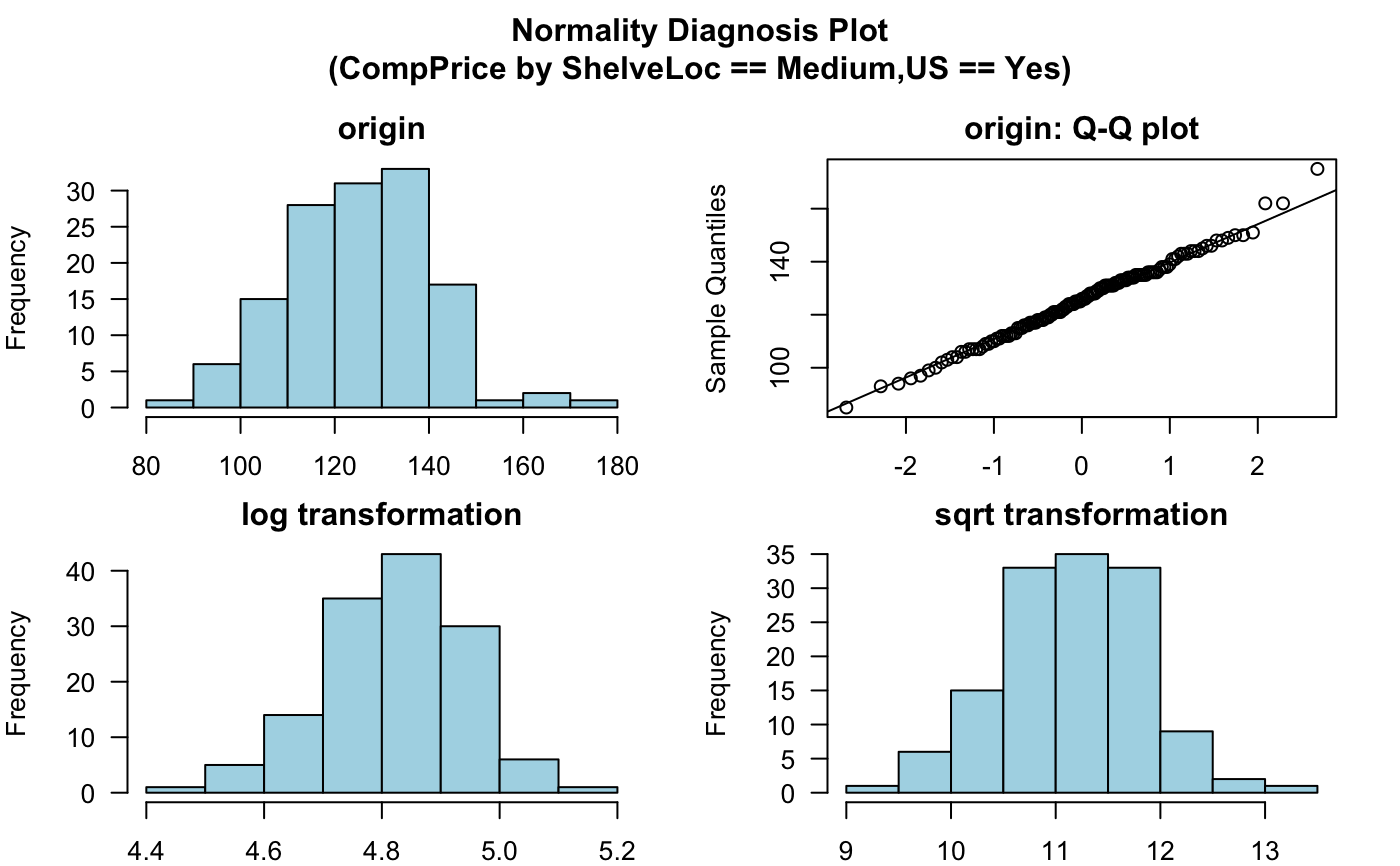 Normality Diagnosis Plot
(CompPrice by ShelveLoc == Medium,US == Yes)
origin
Frequency
0 5 10 15 20 25 30
80 100 120 140 160 180
origin: Q-Q plot
Sample Quantiles
100 140
-2 -1 0 1 2
log transformation
Frequency
0 10 20 30 40
4.4 4.6 4.8 5.0 5.2
sqrt transformation
Frequency
0 5 10 15 20 25 30 35
9 10 11 12 13